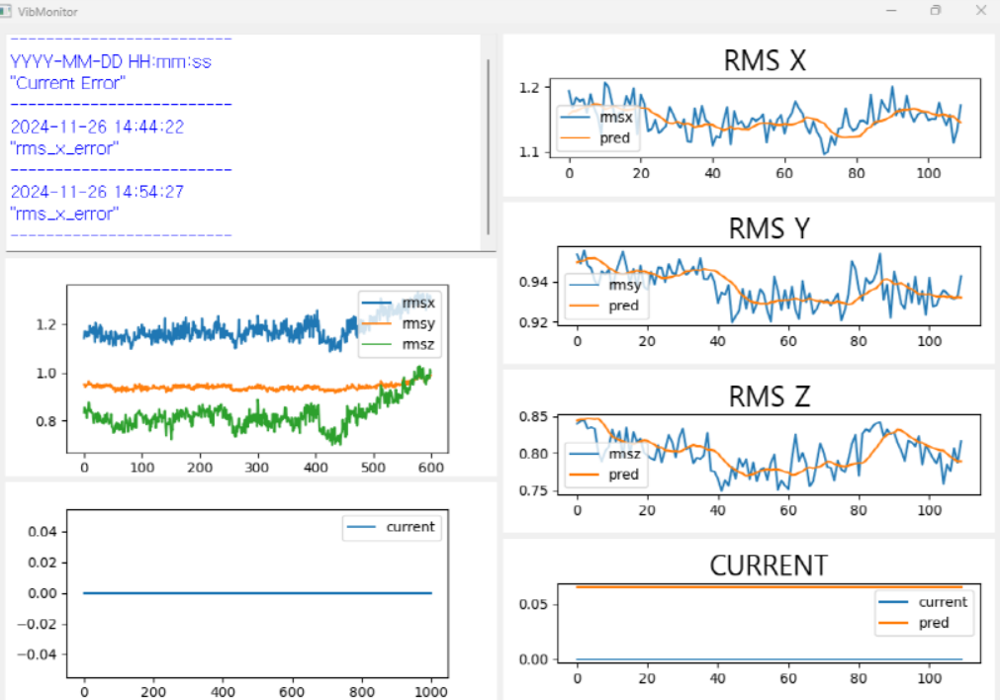 VibMonitor
------------------------
YYYY-MM-DD HH:mm:ss
"Current Error"
------------------------
2024-11-26 14:44:22
"rms_x_error"
------------------------
2024-11-26 14:54:27
"rms_x_error"
------------------------
rmsx
rmsy
rmsz
1.2
1.0
0.8
0 100 200 300 400 500 600
current
0.04
0.02
0.00
−0.02
−0.04
0 200 400 600 800 1000
RMS X
1.2
1.1
rmsx
pred
0 20 40 60 80 100
RMS Y
0.94
0.92
rmsy
pred
0 20 40 60 80 100
RMS Z
0.85
0.80
0.75
rmsz
pred
0 20 40 60 80 100
CURRENT
0.05
0.00
current
pred
0 20 40 60 80 100